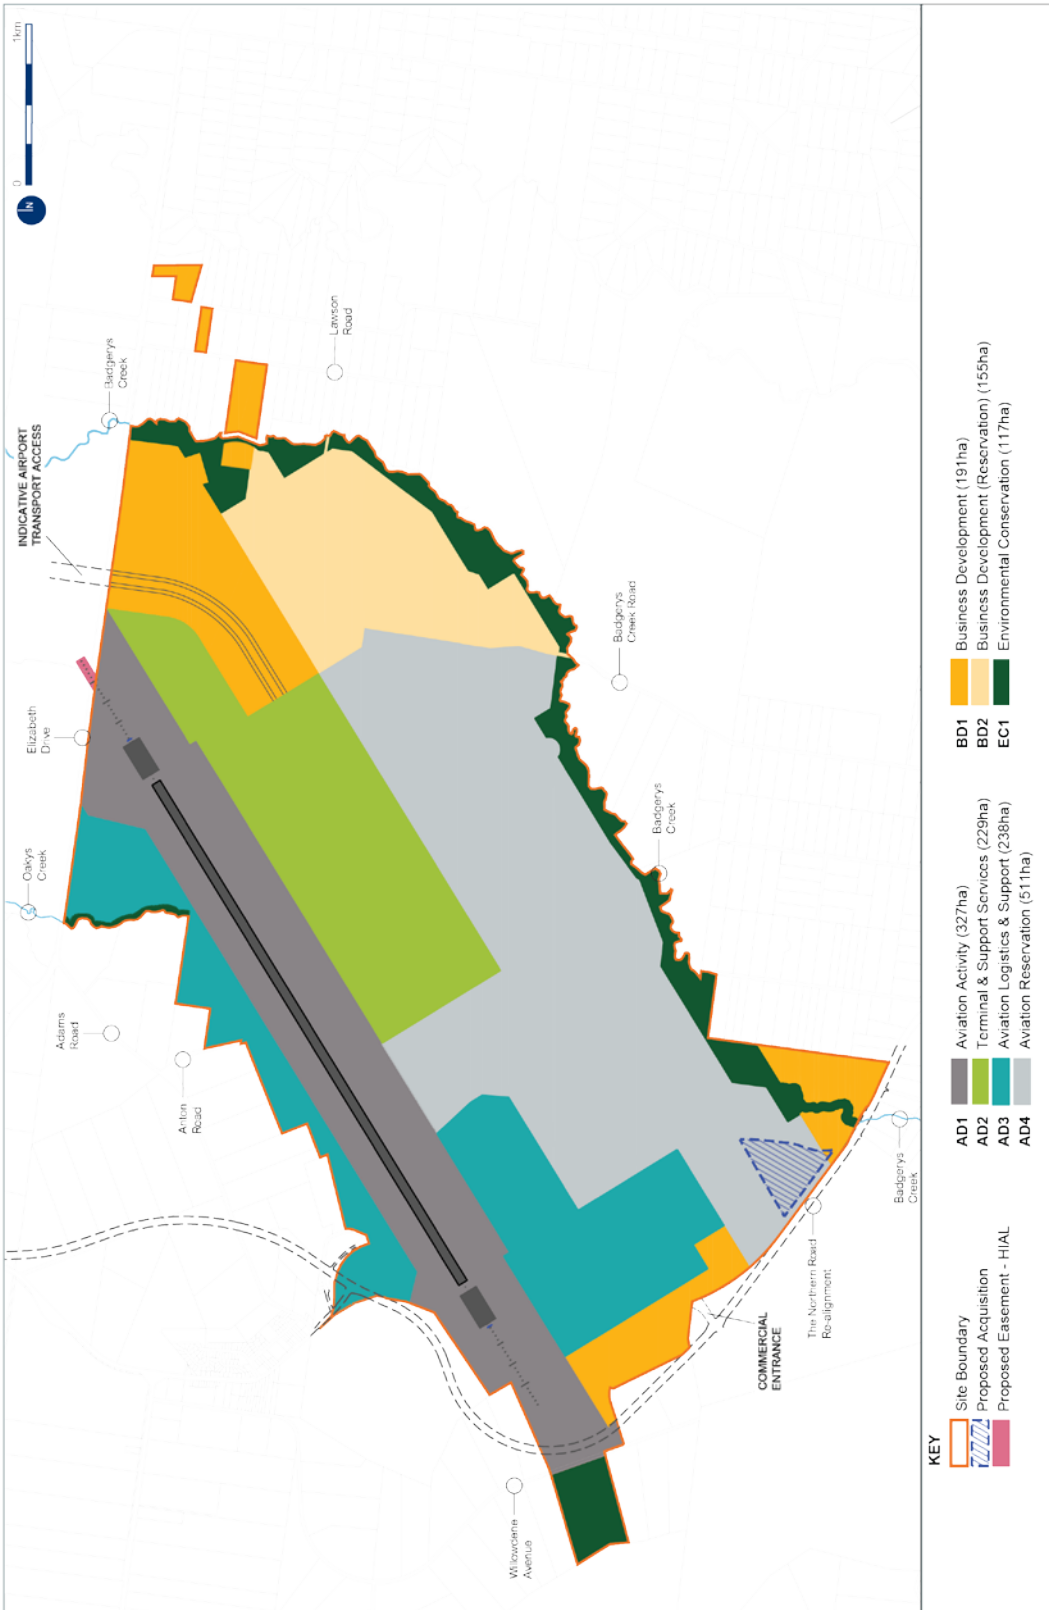 0
1km
N
INDICATIVE AIRPORT
TRANSPORT ACCESS
Badgerys
Creek
Lawson
Road
Elizabeth
Drive
Oakys
Creek
Adams
Road
Anton
Road
Badgerys
Creek Road
Badgerys
Creek
Badgerys
Creek
The Northern Road
Re-alignment
COMMERCIAL
ENTRANCE
Willowdene
Avenue
KEY
Site Boundary
Proposed Acquisition
Proposed Easement - HIAL
AD1 Aviation Activity (327ha)
AD2 Terminal & Support Services (229ha)
AD3 Aviation Logistics & Support (238ha)
AD4 Aviation Reservation (511ha)
BD1 Business Development (191ha)
BD2 Business Development (Reservation) (155ha)
EC1 Environmental Conservation (117ha)